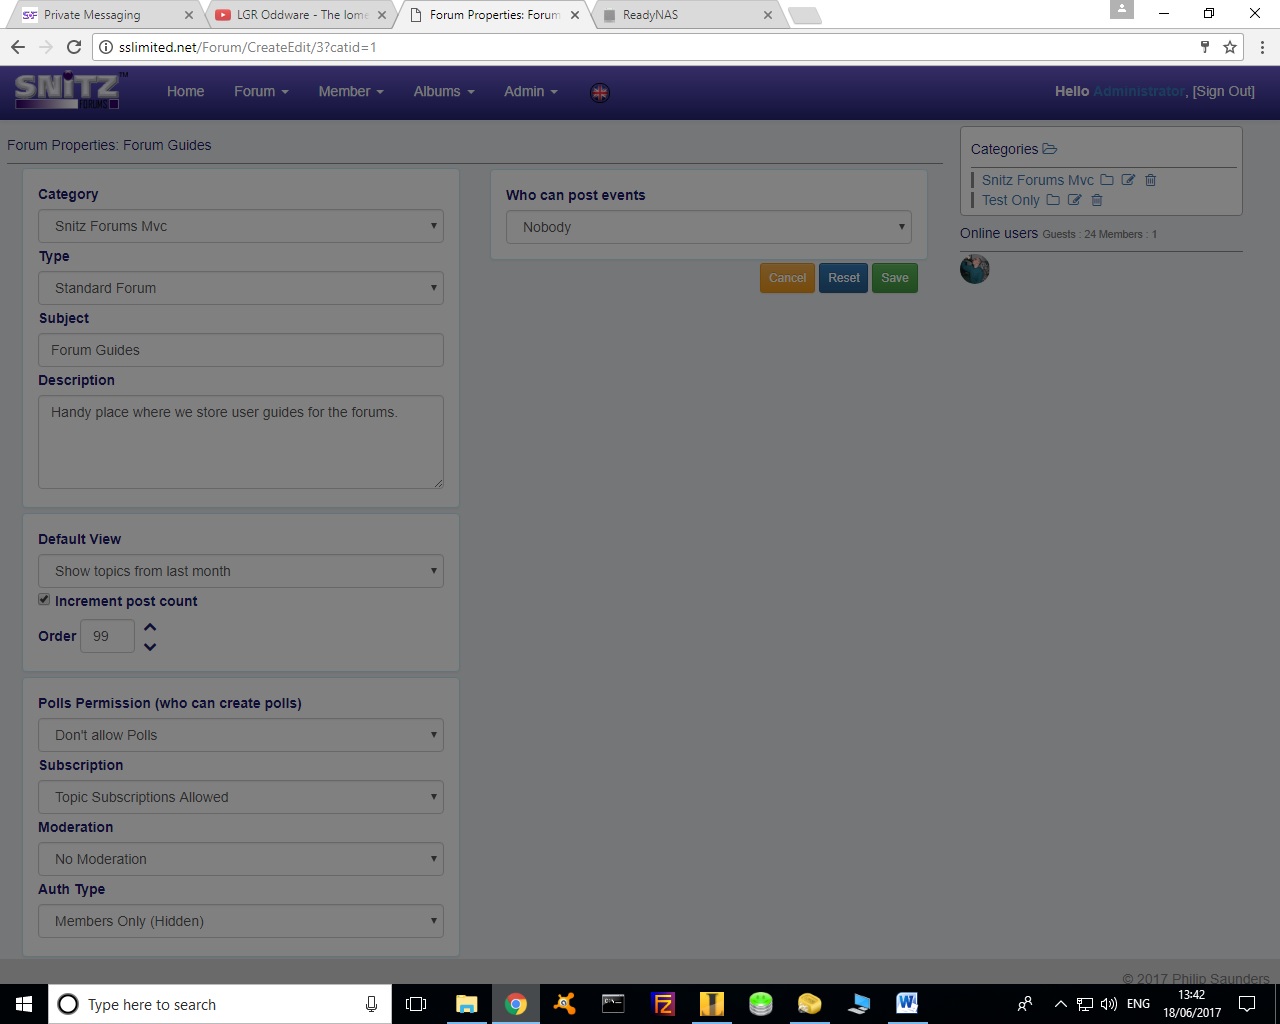 Private Messaging
LGR Oddware - The Iome
Forum Properties: Forum
ReadyNAS
sslimited.net/Forum/CreateEdit/3?catid=1
SNITZ™
FORUMS
Home
Forum
Member
Albums
Admin
Hello Administrator, [Sign Out]
Forum Properties: Forum Guides
Category
Snitz Forums Mvc
Type
Standard Forum
Subject
Forum Guides
Description
Handy place where we store user guides for the forums.
Default View
Show topics from last month
Increment post count
Order 99
Polls Permission (who can create polls)
Don't allow Polls
Subscription
Topic Subscriptions Allowed
Moderation
No Moderation
Auth Type
Members Only (Hidden)
Who can post events
Nobody
Cancel
Reset
Save
Categories
Snitz Forums Mvc
Test Only
Online users Guests : 24 Members : 1
© 2017 Philip Saunders
Type here to search
ENG
13:42
18/06/2017